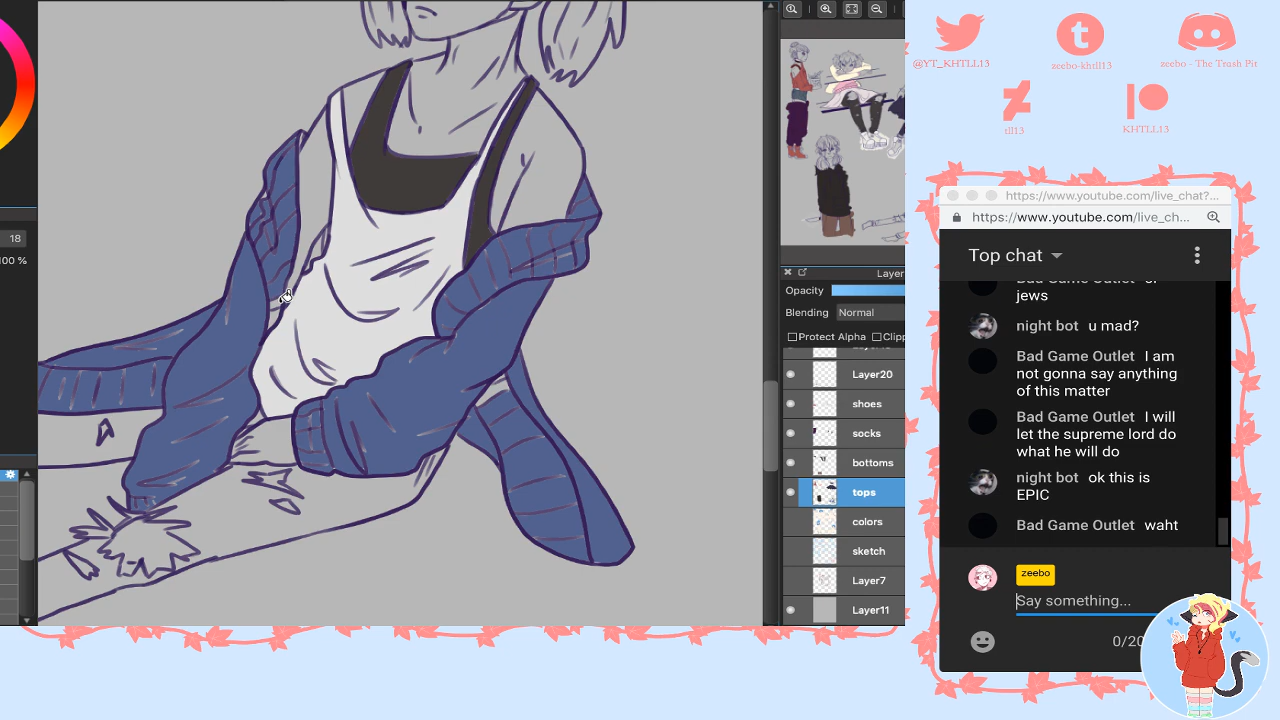 @YT_KHTLL13
zeebo-khtll13
zeebo - The Trash Pit
tll13
KHTLL13
18
100 %
Layer
Opacity
Blending Normal
Protect Alpha
Layer20
shoes
socks
bottoms
tops
colors
sketch
Layer7
Layer11
https://www.youtube.com/live_chat?...
https://www.youtube.com/live_ch...
Top chat
Bad Game Outlet
jews
night bot u mad?
Bad Game Outlet I am
not gonna say anything
of this matter
Bad Game Outlet I will
let the supreme lord do
what he will do
night bot ok this is
EPIC
Bad Game Outlet waht
zeebo
Say something...
0/20